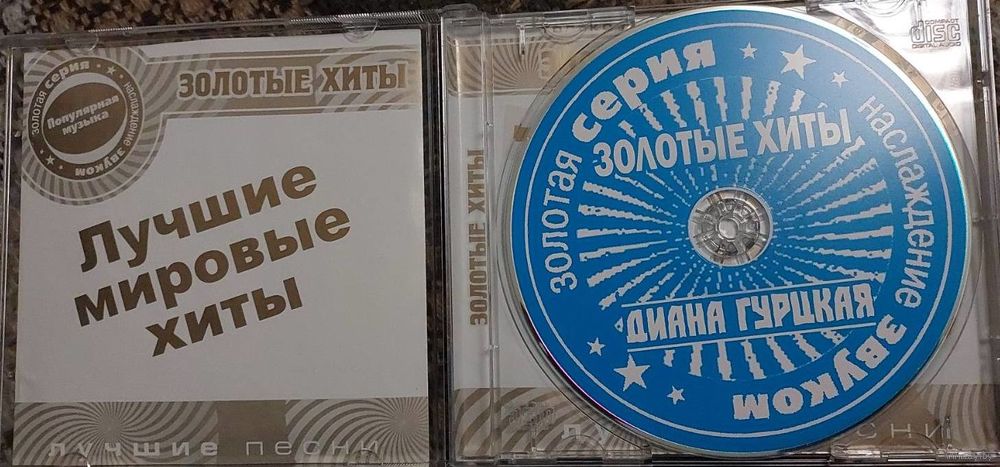 золотая серия
наслаждение звуком
Популярная
музыка
ЗОЛОТЫЕ ХИТЫ
Лучшие
мировые
хиты
лучшие песни
ЗОЛОТЫЕ ХИТЫ
COMPACT
disc
DIGITAL AUDIO
золотая серия
наслаждение звуком
ЗОЛОТЫЕ ХИТЫ
ДИАНА ГУРЦКАЯ